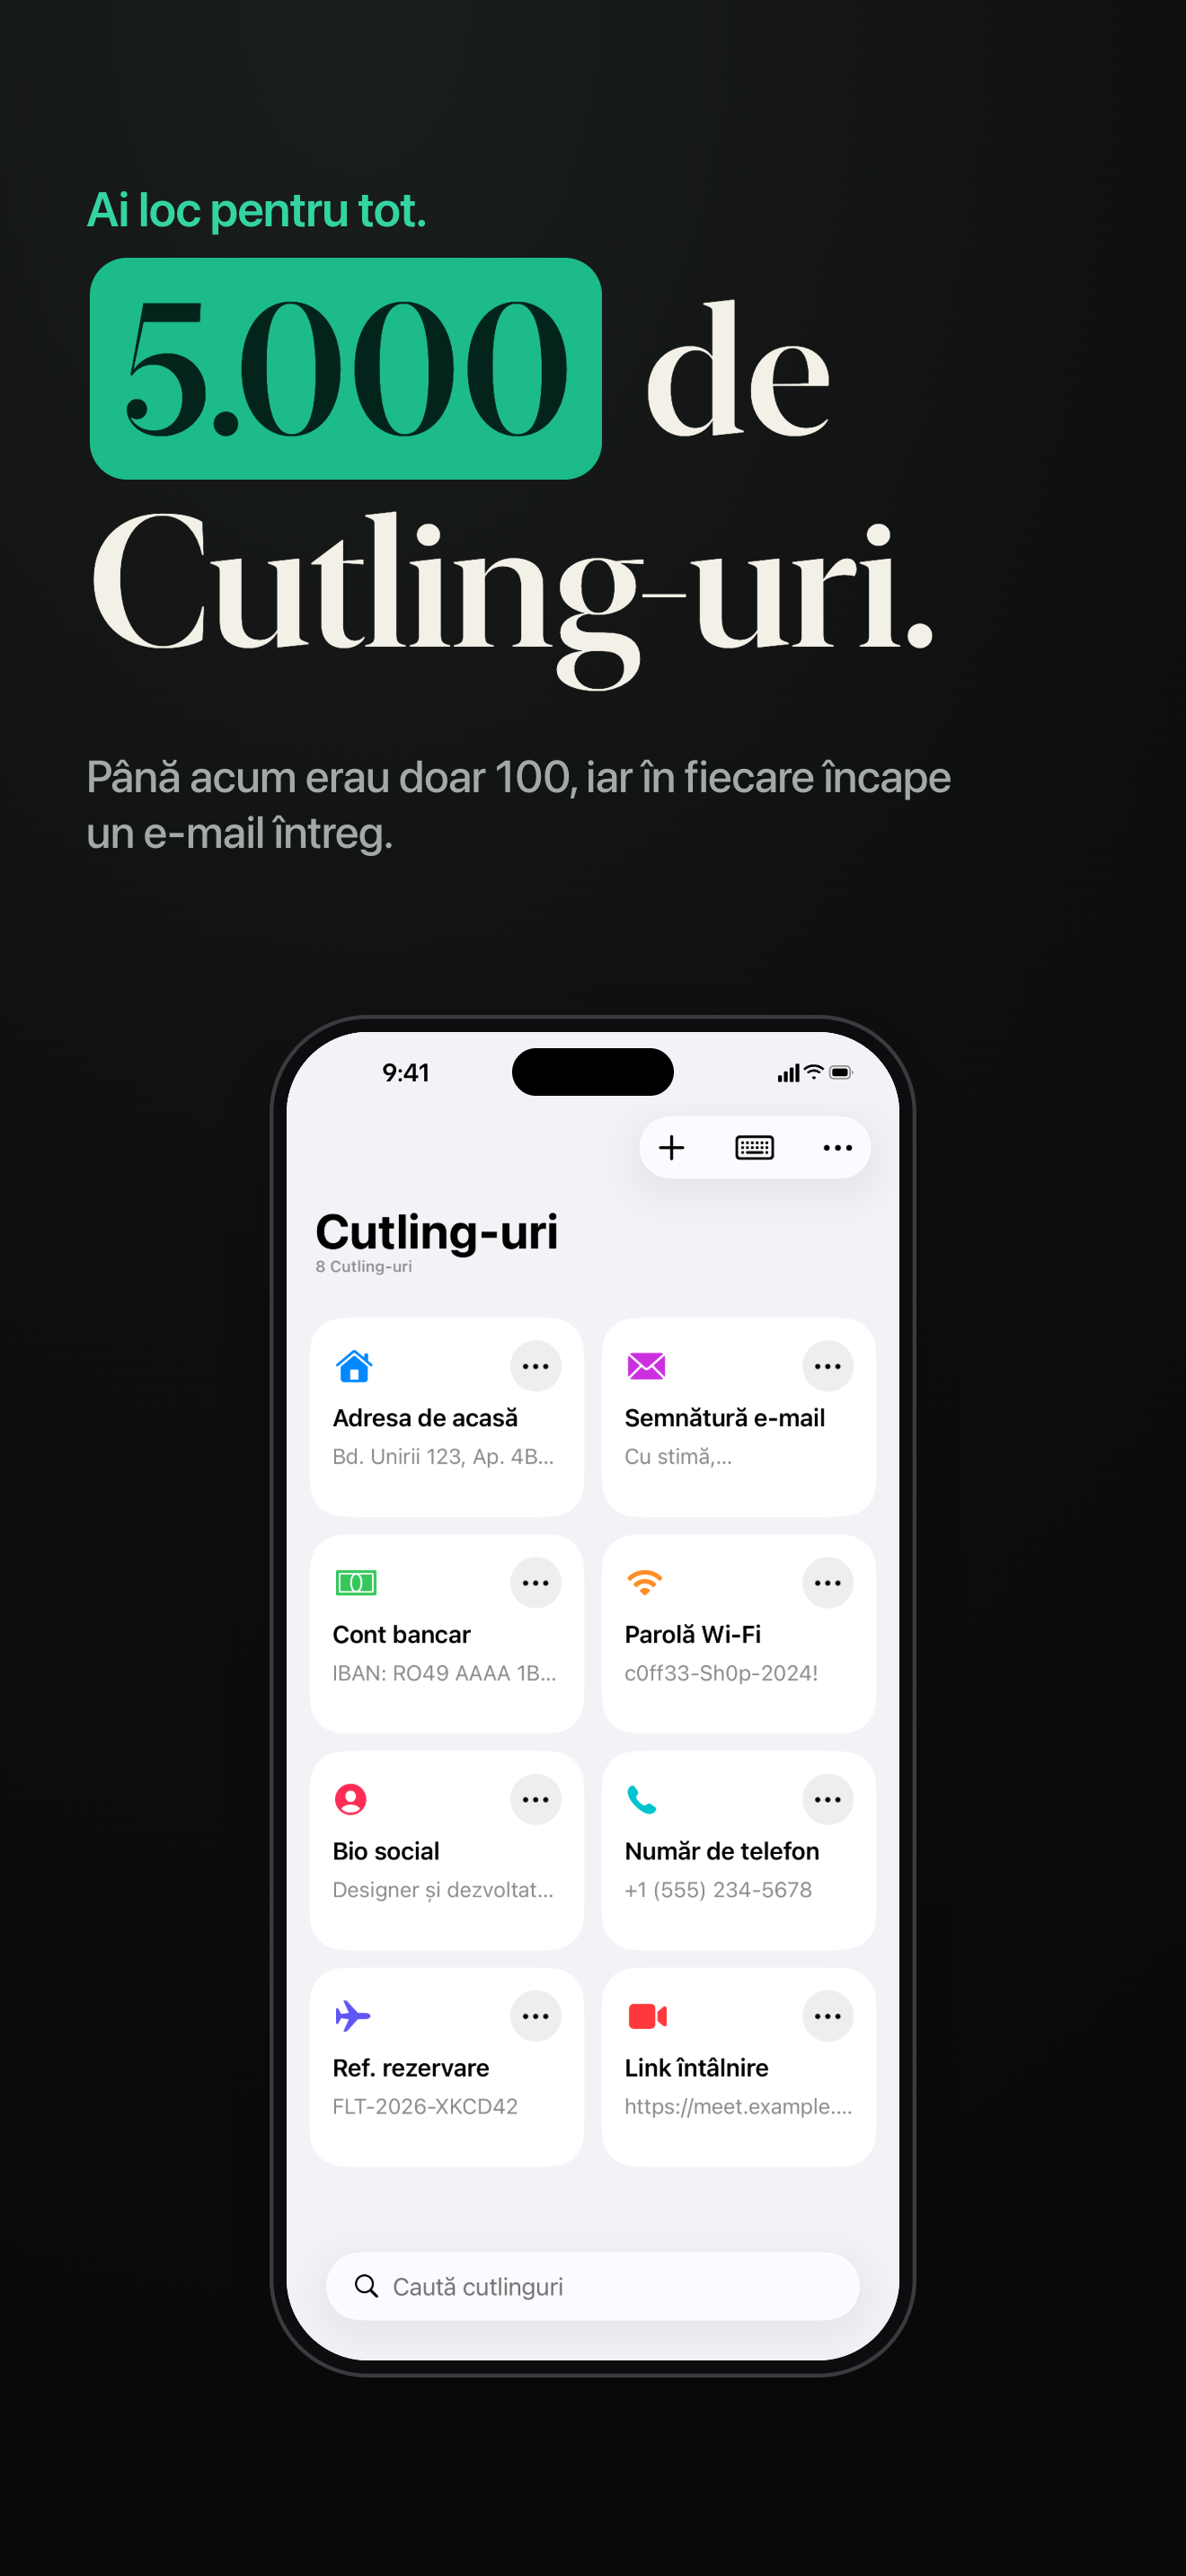 Ai loc pentru tot.
5.000 de
Cutling-uri.
Până acum erau doar 100, iar în fiecare încape
un e-mail întreg.
9:41
Cutling-uri
8 Cutling-uri
Adresa de acasă
Bd. Unirii 123, Ap. 4B...
Semnătură e-mail
Cu stimă,...
Cont bancar
IBAN: RO49 AAAA 1B...
Parolă Wi-Fi
c0ff33-Sh0p-2024!
Bio social
Designer și dezvoltat...
Număr de telefon
+1 (555) 234-5678
Ref. rezervare
FLT-2026-XKCD42
Link întâlnire
https://meet.example....
Caută cutlinguri